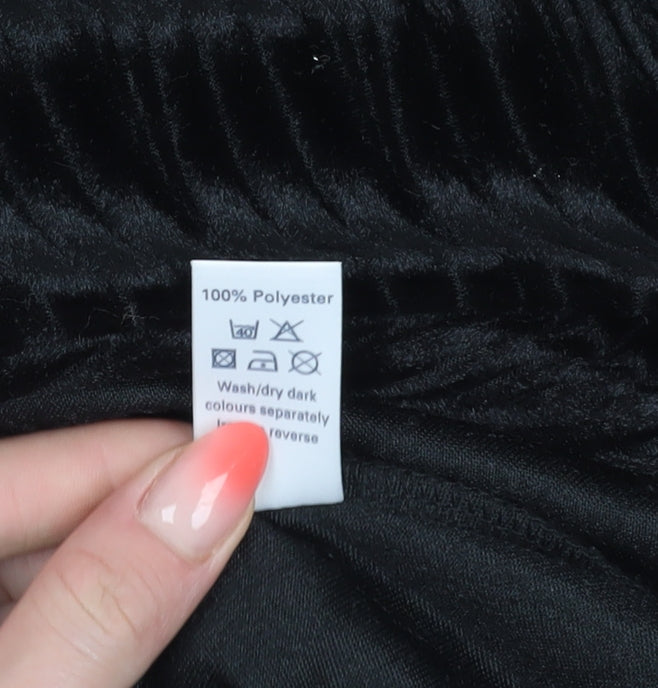 100% Polyester
40
Wash/dry dark
colours separately
reverse